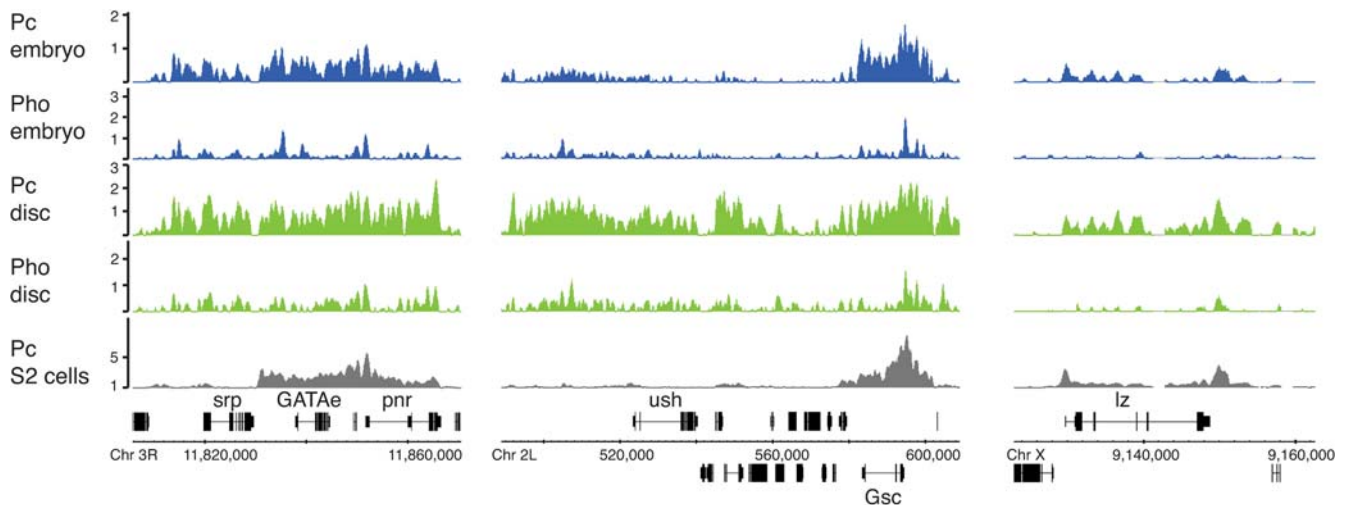 Pc
embryo
2
1
Pho
embryo
3
2
1
Pc
disc
3
2
1
Pho
disc
2
1
Pc
S2 cells
5
1
srp GATAe pnr ush lz
Chr 3R 11,820,000 11,860,000 Chr 2L 520,000 560,000 600,000 Chr X 9,140,000 9,160,000
Gsc